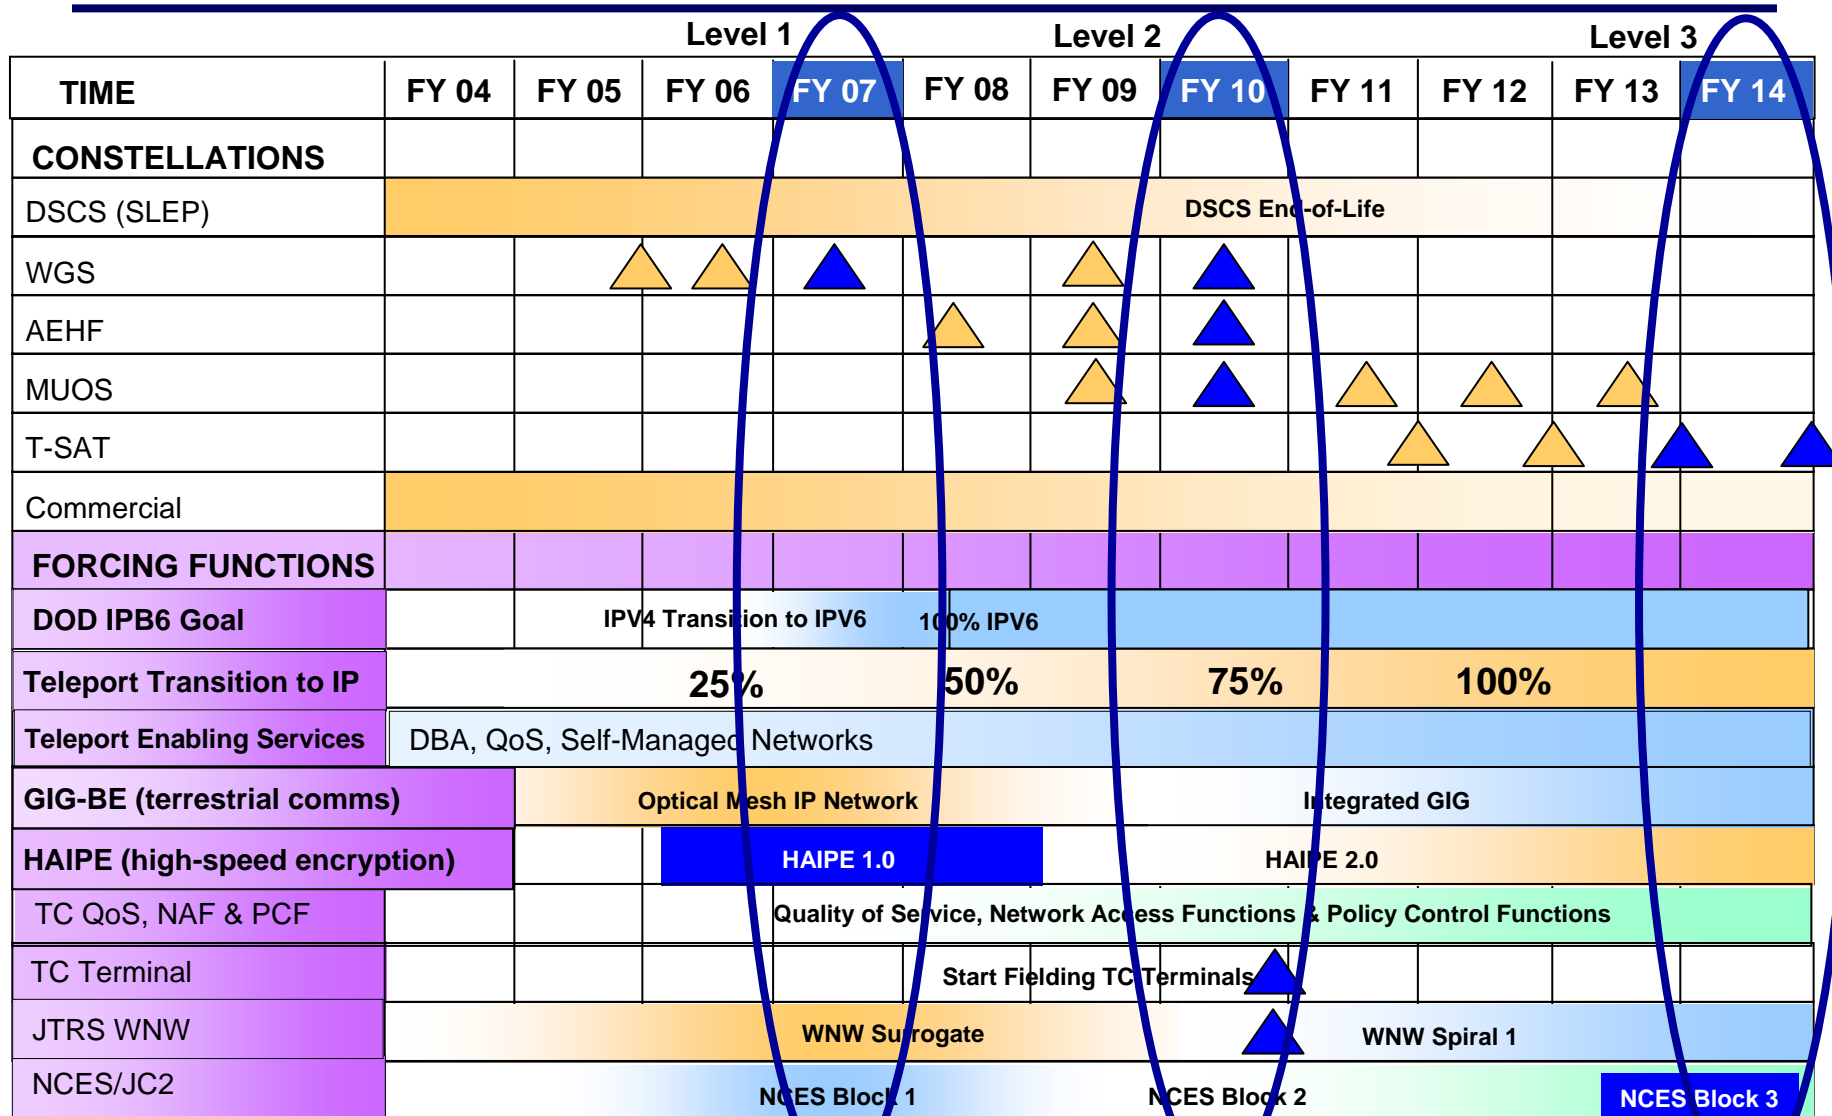 Level 1 Level 2 Level 3
TIME FY 04 FY 05 FY 06 FY 07 FY 08 FY 09 FY 10 FY 11 FY 12 FY 13 FY 14
CONSTELLATIONS
DSCS (SLEP) DSCS End-of-Life
WGS
AEHF
MUOS
T-SAT
Commercial
FORCING FUNCTIONS
DOD IPB6 Goal IPV4 Transition to IPV6 100% IPV6
Teleport Transition to IP 25% 50% 75% 100%
Teleport Enabling Services DBA, QoS, Self-Managed Networks
GIG-BE (terrestrial comms) Optical Mesh IP Network Integrated GIG
HAIPE (high-speed encryption) HAIPE 1.0 HAIPE 2.0
TC QoS, NAF & PCF Quality of Service, Network Access Functions & Policy Control Functions
TC Terminal Start Fielding TC Terminals
JTRS WNW WNW Surrogate WNW Spiral 1
NCES/JC2 NCES Block 1 NCES Block 2 NCES Block 3